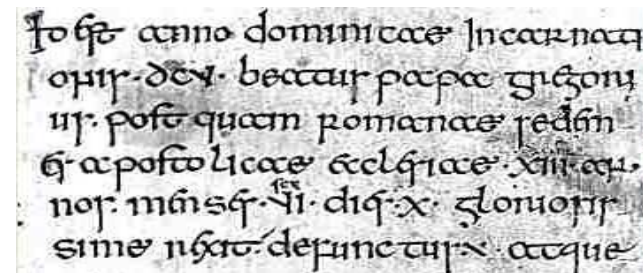 Id est anno dominicae Incarnati
onis · dcv · beatus papa gregori
us · postquam romanae sedem
et apostolicae ecclesiae · xiii · an
nos · menses · vi · dies · x · gloriosis
sime rexit · defunctus · atque